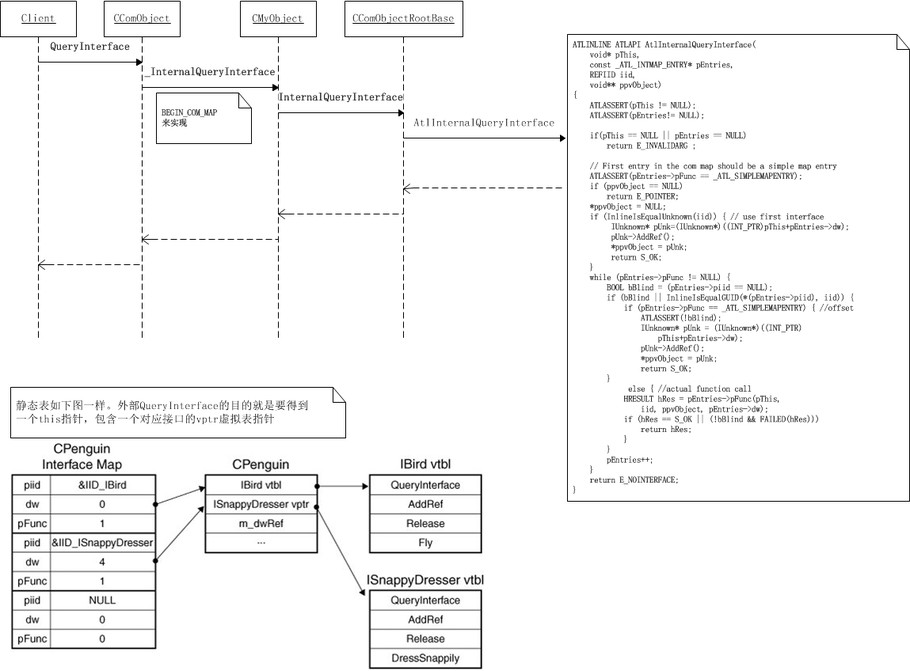 Client
CComObject
CMyObject
CComObjectRootBase
QueryInterface
_InternalQueryInterface
BEGIN_COM_MAP
来实现
InternalQueryInterface
AtlInternalQueryInterface
ATLINLINE ATLAPI AtlInternalQueryInterface(
void* pThis,
const _ATL_INTMAP_ENTRY* pEntries,
REFIID iid,
void** ppvObject)
{
ATLASSERT(pThis != NULL);
ATLASSERT(pEntries!= NULL);
if(pThis == NULL || pEntries == NULL)
return E_INVALIDARG ;
// First entry in the com map should be a simple map entry
ATLASSERT(pEntries->pFunc == _ATL_SIMPLEMAPENTRY);
if (ppvObject == NULL)
return E_POINTER;
*ppvObject = NULL;
if (InlineIsEqualUnknown(iid)) { // use first interface
IUnknown* pUnk=(IUnknown*)((INT_PTR)pThis+pEntries->dw);
pUnk->AddRef();
*ppvObject = pUnk;
return S_OK;
}
while (pEntries->pFunc != NULL) {
BOOL bBlind = (pEntries->piid == NULL);
if (bBlind || InlineIsEqualGUID(*(pEntries->piid), iid)) {
if (pEntries->pFunc == _ATL_SIMPLEMAPENTRY) { //offset
ATLASSERT(!bBlind);
IUnknown* pUnk = (IUnknown*)((INT_PTR)
pThis+pEntries->dw);
pUnk->AddRef();
*ppvObject = pUnk;
return S_OK;
}
else { //actual function call
HRESULT hRes = pEntries->pFunc(pThis,
iid, ppvObject, pEntries->dw);
if (hRes == S_OK || (!bBlind && FAILED(hRes)))
return hRes;
}
}
pEntries++;
}
return E_NOINTERFACE;
}
静态表如下图一样。外部QueryInterface的目的就是要得到
一个this指针，包含一个对应接口的vptr虚拟表指针
CPenguin
Interface Map
piid &IID_IBird
dw 0
pFunc 1
piid &IID_ISnappyDresser
dw 4
pFunc 1
piid NULL
dw 0
pFunc 0
CPenguin
IBird vtbl
ISnappyDresser vptr
m_dwRef
...
IBird vtbl
QueryInterface
AddRef
Release
Fly
ISnappyDresser vtbl
QueryInterface
AddRef
Release
DressSnappily